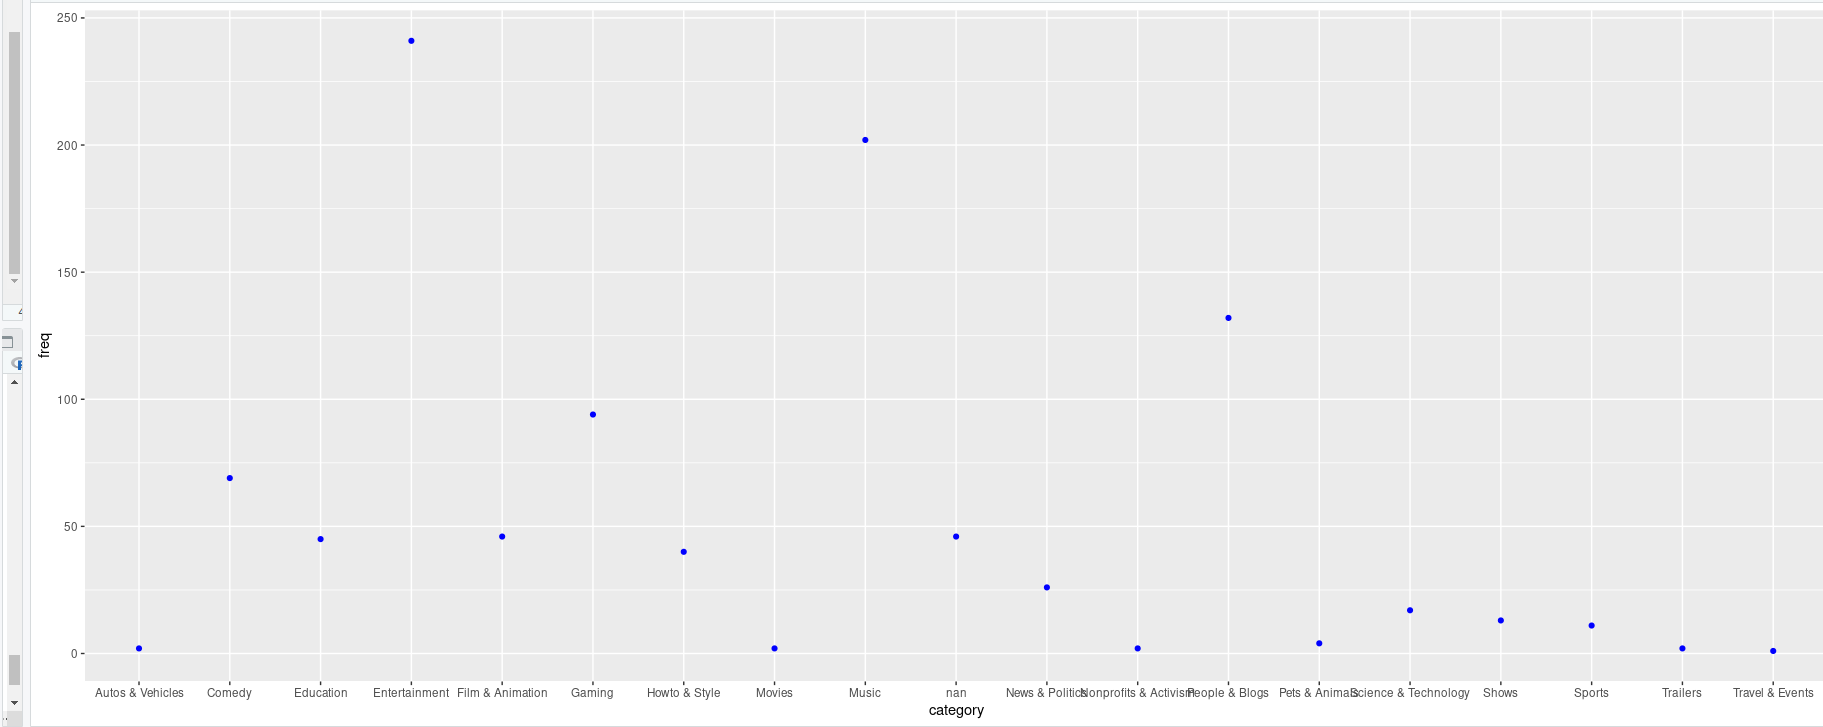 250
200
150
100
50
0
freq
Autos & Vehicles Comedy Education Entertainment Film & Animation Gaming Howto & Style Movies Music nan News & Politics Nonprofits & Activism People & Blogs Pets & Animals Science & Technology Shows Sports Trailers Travel & Events
category